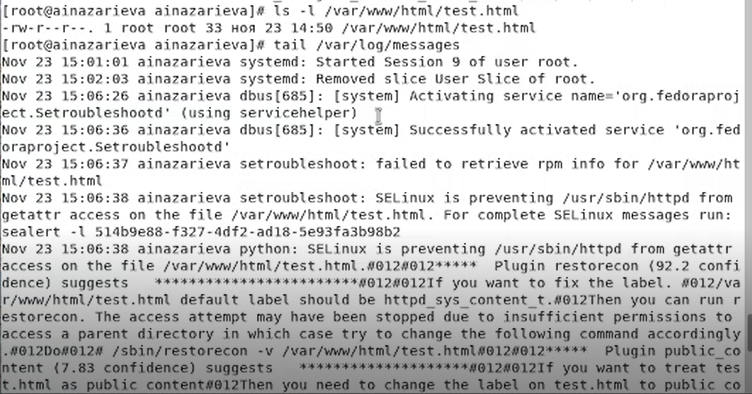 [root@ainazarieva ainazarieva]# ls -l /var/www/html/test.html
-rw-r--r--. 1 root root 33 ноя 23 14:50 /var/www/html/test.html
[root@ainazarieva ainazarieva]# tail /var/log/messages
Nov 23 15:01:01 ainazarieva systemd: Started Session 9 of user root.
Nov 23 15:02:03 ainazarieva systemd: Removed slice User Slice of root.
Nov 23 15:06:26 ainazarieva dbus[685]: [system] Activating service name='org.fedoraproj
ect.Setroubleshootd' (using servicehelper)
Nov 23 15:06:36 ainazarieva dbus[685]: [system] Successfully activated service 'org.fed
oraproject.Setroubleshootd'
Nov 23 15:06:37 ainazarieva setroubleshoot: failed to retrieve rpm info for /var/www/ht
ml/test.html
Nov 23 15:06:38 ainazarieva setroubleshoot: SELinux is preventing /usr/sbin/httpd from
getattr access on the file /var/www/html/test.html. For complete SELinux messages run:
sealert -l 514b9e88-f327-4df2-ad18-5e93fa3b98b2
Nov 23 15:06:38 ainazarieva python: SELinux is preventing /usr/sbin/httpd from getattr
access on the file /var/www/html/test.html.#012#012*****  Plugin restorecon (92.2 confi
dence) suggests   ************************#012#012If you want to fix the label. #012/va
r/www/html/test.html default label should be httpd_sys_content_t.#012Then you can run r
estorecon. The access attempt may have been stopped due to insufficient permissions to
access a parent directory in which case try to change the following command accordingly
.#012Do#012# /sbin/restorecon -v /var/www/html/test.html#012#012*****  Plugin public_co
ntent (7.83 confidence) suggests   ********************#012#012If you want to treat tes
t.html as public content#012Then you need to change the label on test.html to public_co